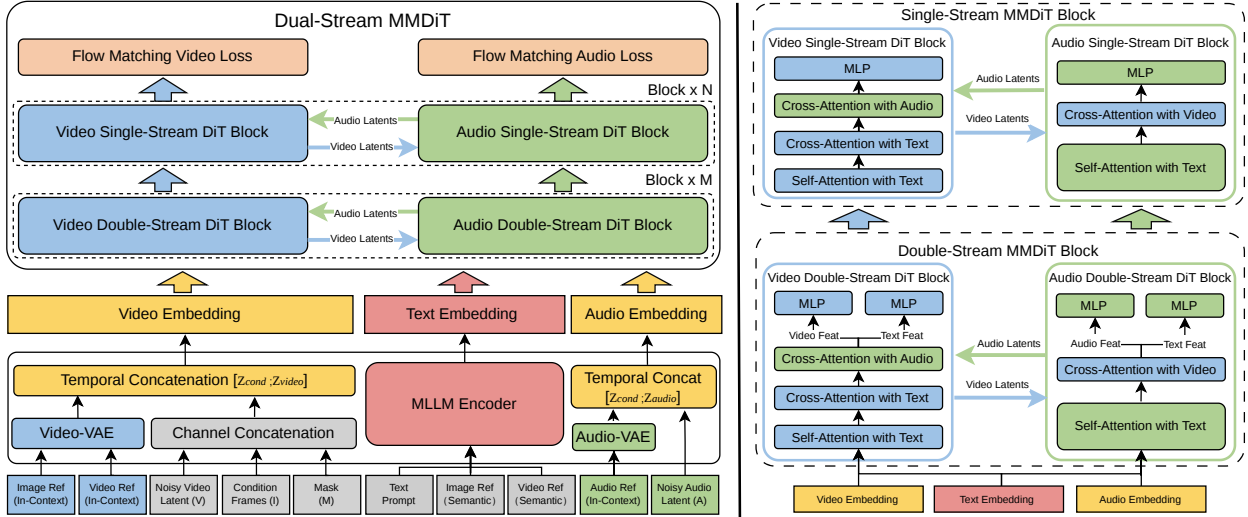 Dual-Stream MMDiT
Flow Matching Video Loss
Flow Matching Audio Loss
Block x N
Video Single-Stream DiT Block
Audio Latents
Video Latents
Audio Single-Stream DiT Block
Block x M
Video Double-Stream DiT Block
Audio Latents
Video Latents
Audio Double-Stream DiT Block
Video Embedding
Text Embedding
Audio Embedding
Temporal Concatenation [Zcond ;Zvideo]
MLLM Encoder
Temporal Concat
[Zcond ;Zaudio]
Video-VAE
Channel Concatenation
Audio-VAE
Image Ref
(In-Context)
Video Ref
(In-Context)
Noisy Video
Latent (V)
Condition
Frames (I)
Mask
(M)
Text
Prompt
Image Ref
（Semantic）
Video Ref
（Semantic）
Audio Ref
(In-Context)
Noisy Audio
Latent (A)
Single-Stream MMDiT Block
Video Single-Stream DiT Block
MLP
Cross-Attention with Audio
Cross-Attention with Text
Self-Attention with Text
Audio Latents
Video Latents
Audio Single-Stream DiT Block
MLP
Cross-Attention with Video
Self-Attention with Text
Double-Stream MMDiT Block
Video Double-Stream DiT Block
MLP
MLP
Video Feat
Text Feat
Cross-Attention with Audio
Cross-Attention with Text
Self-Attention with Text
Audio Latents
Video Latents
Audio Double-Stream DiT Block
MLP
MLP
Audio Feat
Text Feat
Cross-Attention with Video
Self-Attention with Text
Video Embedding
Text Embedding
Audio Embedding